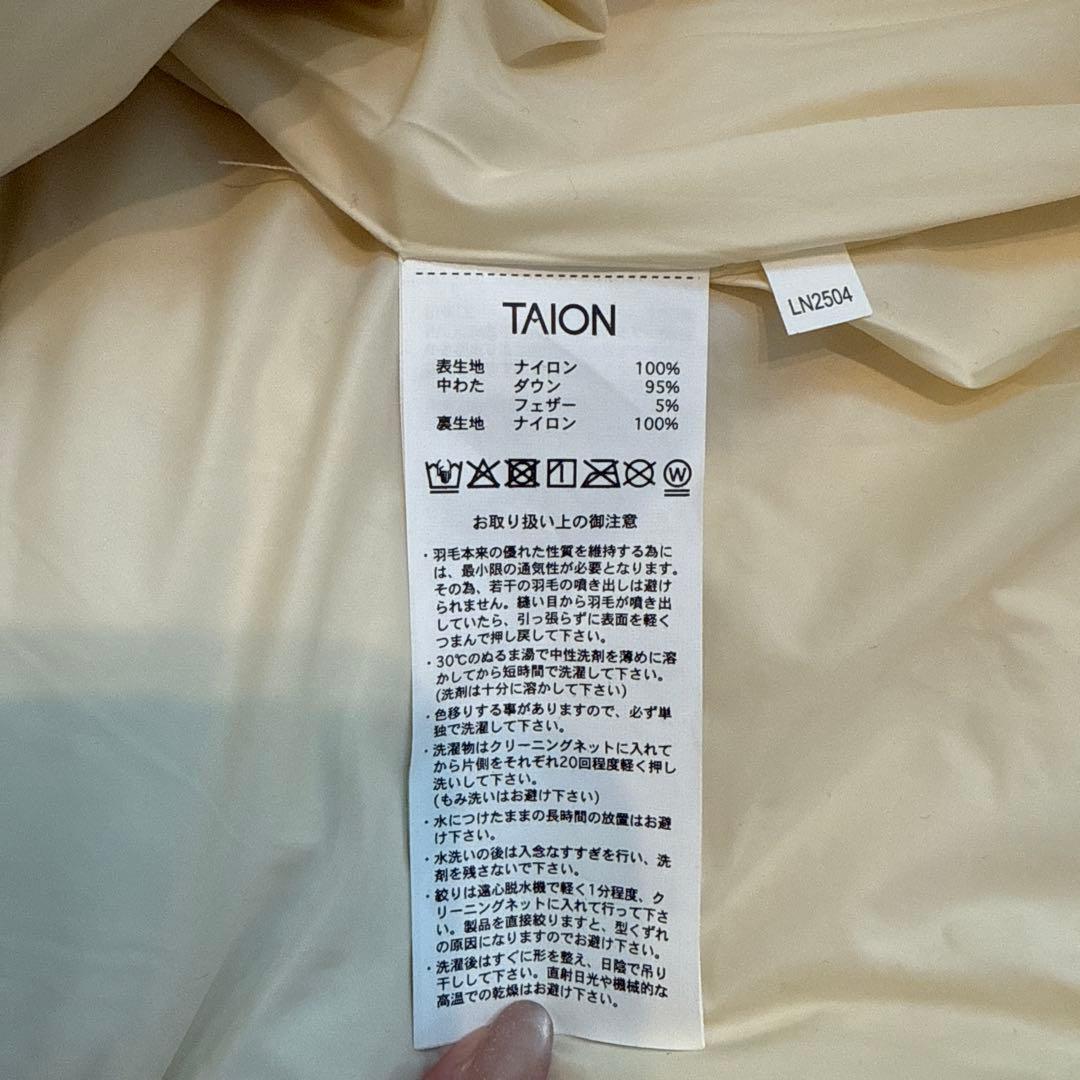 TAION
LN2504
表生地 ナイロン 100%
中わた ダウン 95%
フェザー 5%
裏生地 ナイロン 100%
W
お取り扱い上の御注意
・羽毛本来の優れた性質を維持する為に
は、最小限の通気性が必要となります。
その為、若干の羽毛の噴き出しは避け
られません。縫い目から羽毛が噴き出
していたら、引っ張らずに表面を軽く
つまんで押し戻して下さい。
・30℃のぬるま湯で中性洗剤を薄めに溶
かしてから短時間で洗濯して下さい。
(洗剤は十分に溶かして下さい)
・色移りする事がありますので、必ず単
独で洗濯して下さい。
・洗濯物はクリーニングネットに入れて
から片側をそれぞれ20回程度軽く押し
洗いして下さい。
(もみ洗いはお避け下さい)
・水につけたままの長時間の放置はお避
け下さい。
・水洗いの後は入念なすすぎを行い、洗
剤を残さないで下さい。
・絞りは遠心脱水機で軽く1分程度、ク
リーニングネットに入れて行って下さ
い。製品を直接絞りますと、型くずれ
の原因になりますのでお避け下さい。
・洗濯後はすぐに形を整え、日陰で吊り
干しして下さい。直射日光や機械的な
高温での乾燥はお避け下さい。